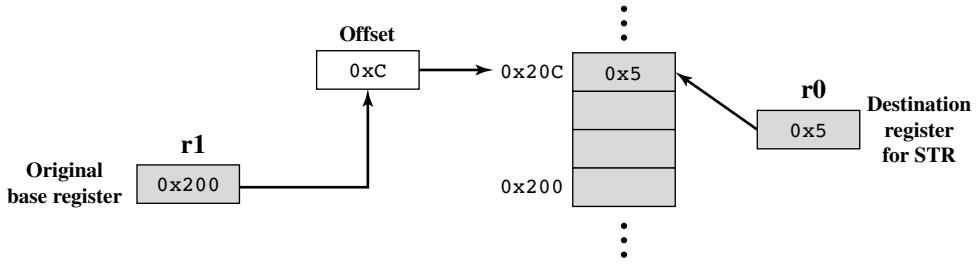 Offset
0xC
0x20C
0x5
r0
0x5
Destination
register
for STR
r1
Original
base register
0x200
0x200